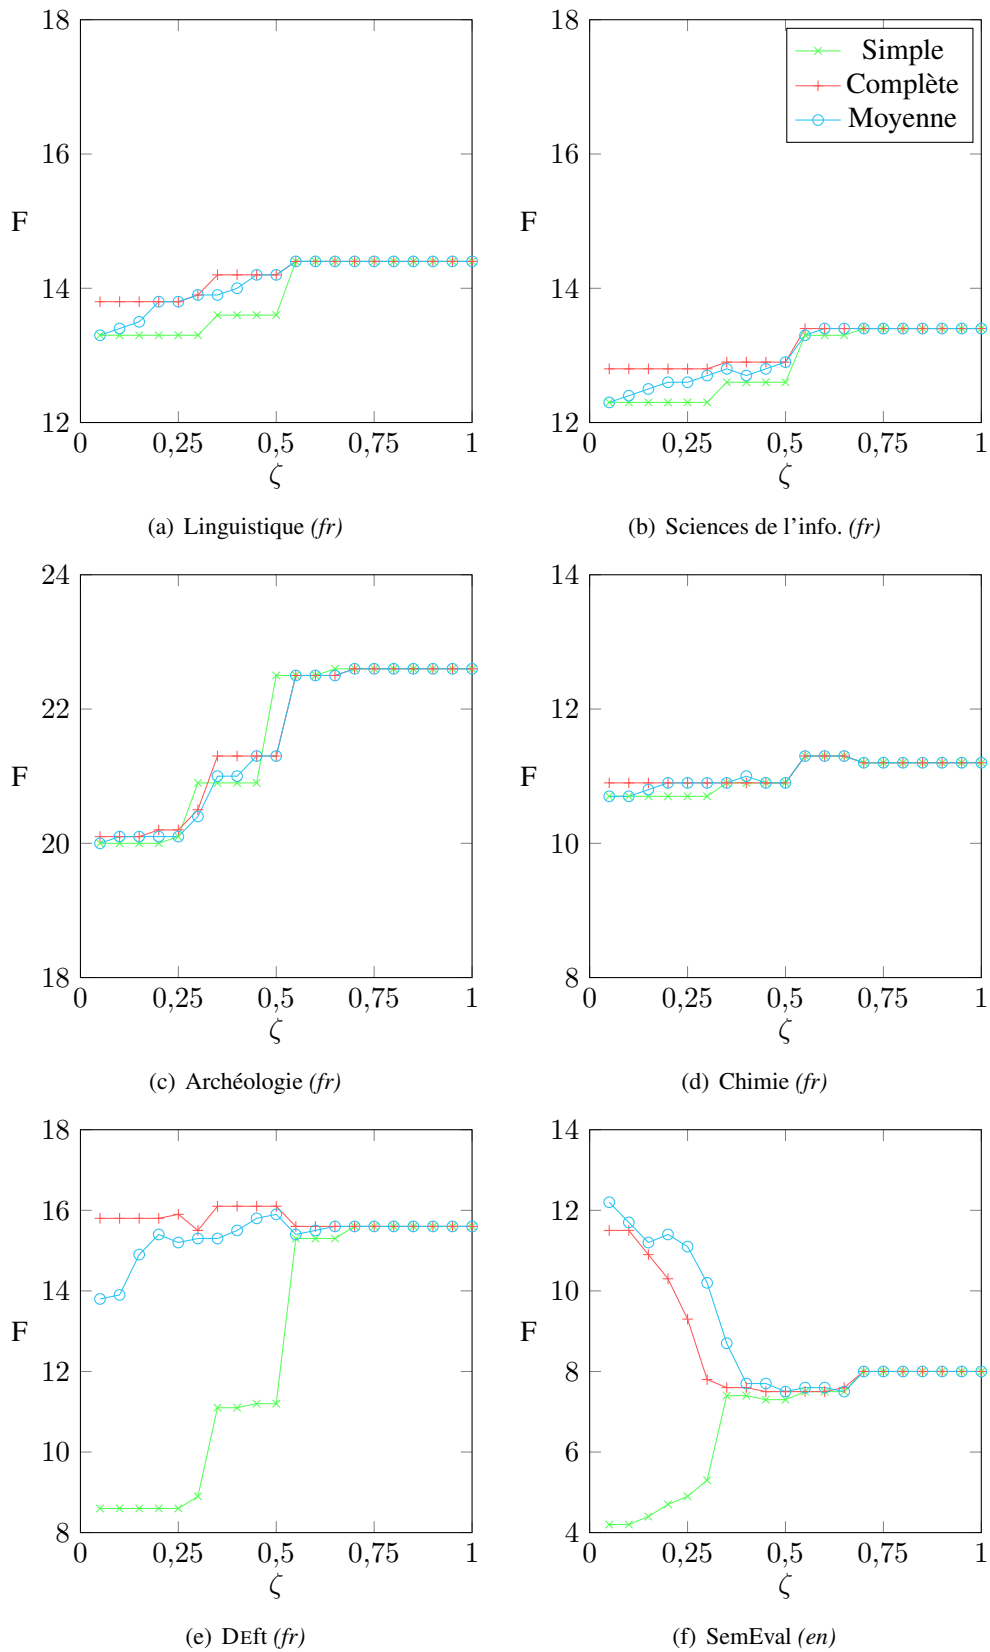 18
16
14
12
F
0
0,25
0,5
0,75
1
ζ
(a) Linguistique (fr)
18
16
14
12
F
0
0,25
0,5
0,75
1
ζ
Simple
Complète
Moyenne
(b) Sciences de l'info. (fr)
24
22
20
18
F
0
0,25
0,5
0,75
1
ζ
(c) Archéologie (fr)
14
12
10
8
F
0
0,25
0,5
0,75
1
ζ
(d) Chimie (fr)
18
16
14
12
10
8
F
0
0,25
0,5
0,75
1
ζ
(e) DEft (fr)
14
12
10
8
6
4
F
0
0,25
0,5
0,75
1
ζ
(f) SemEval (en)